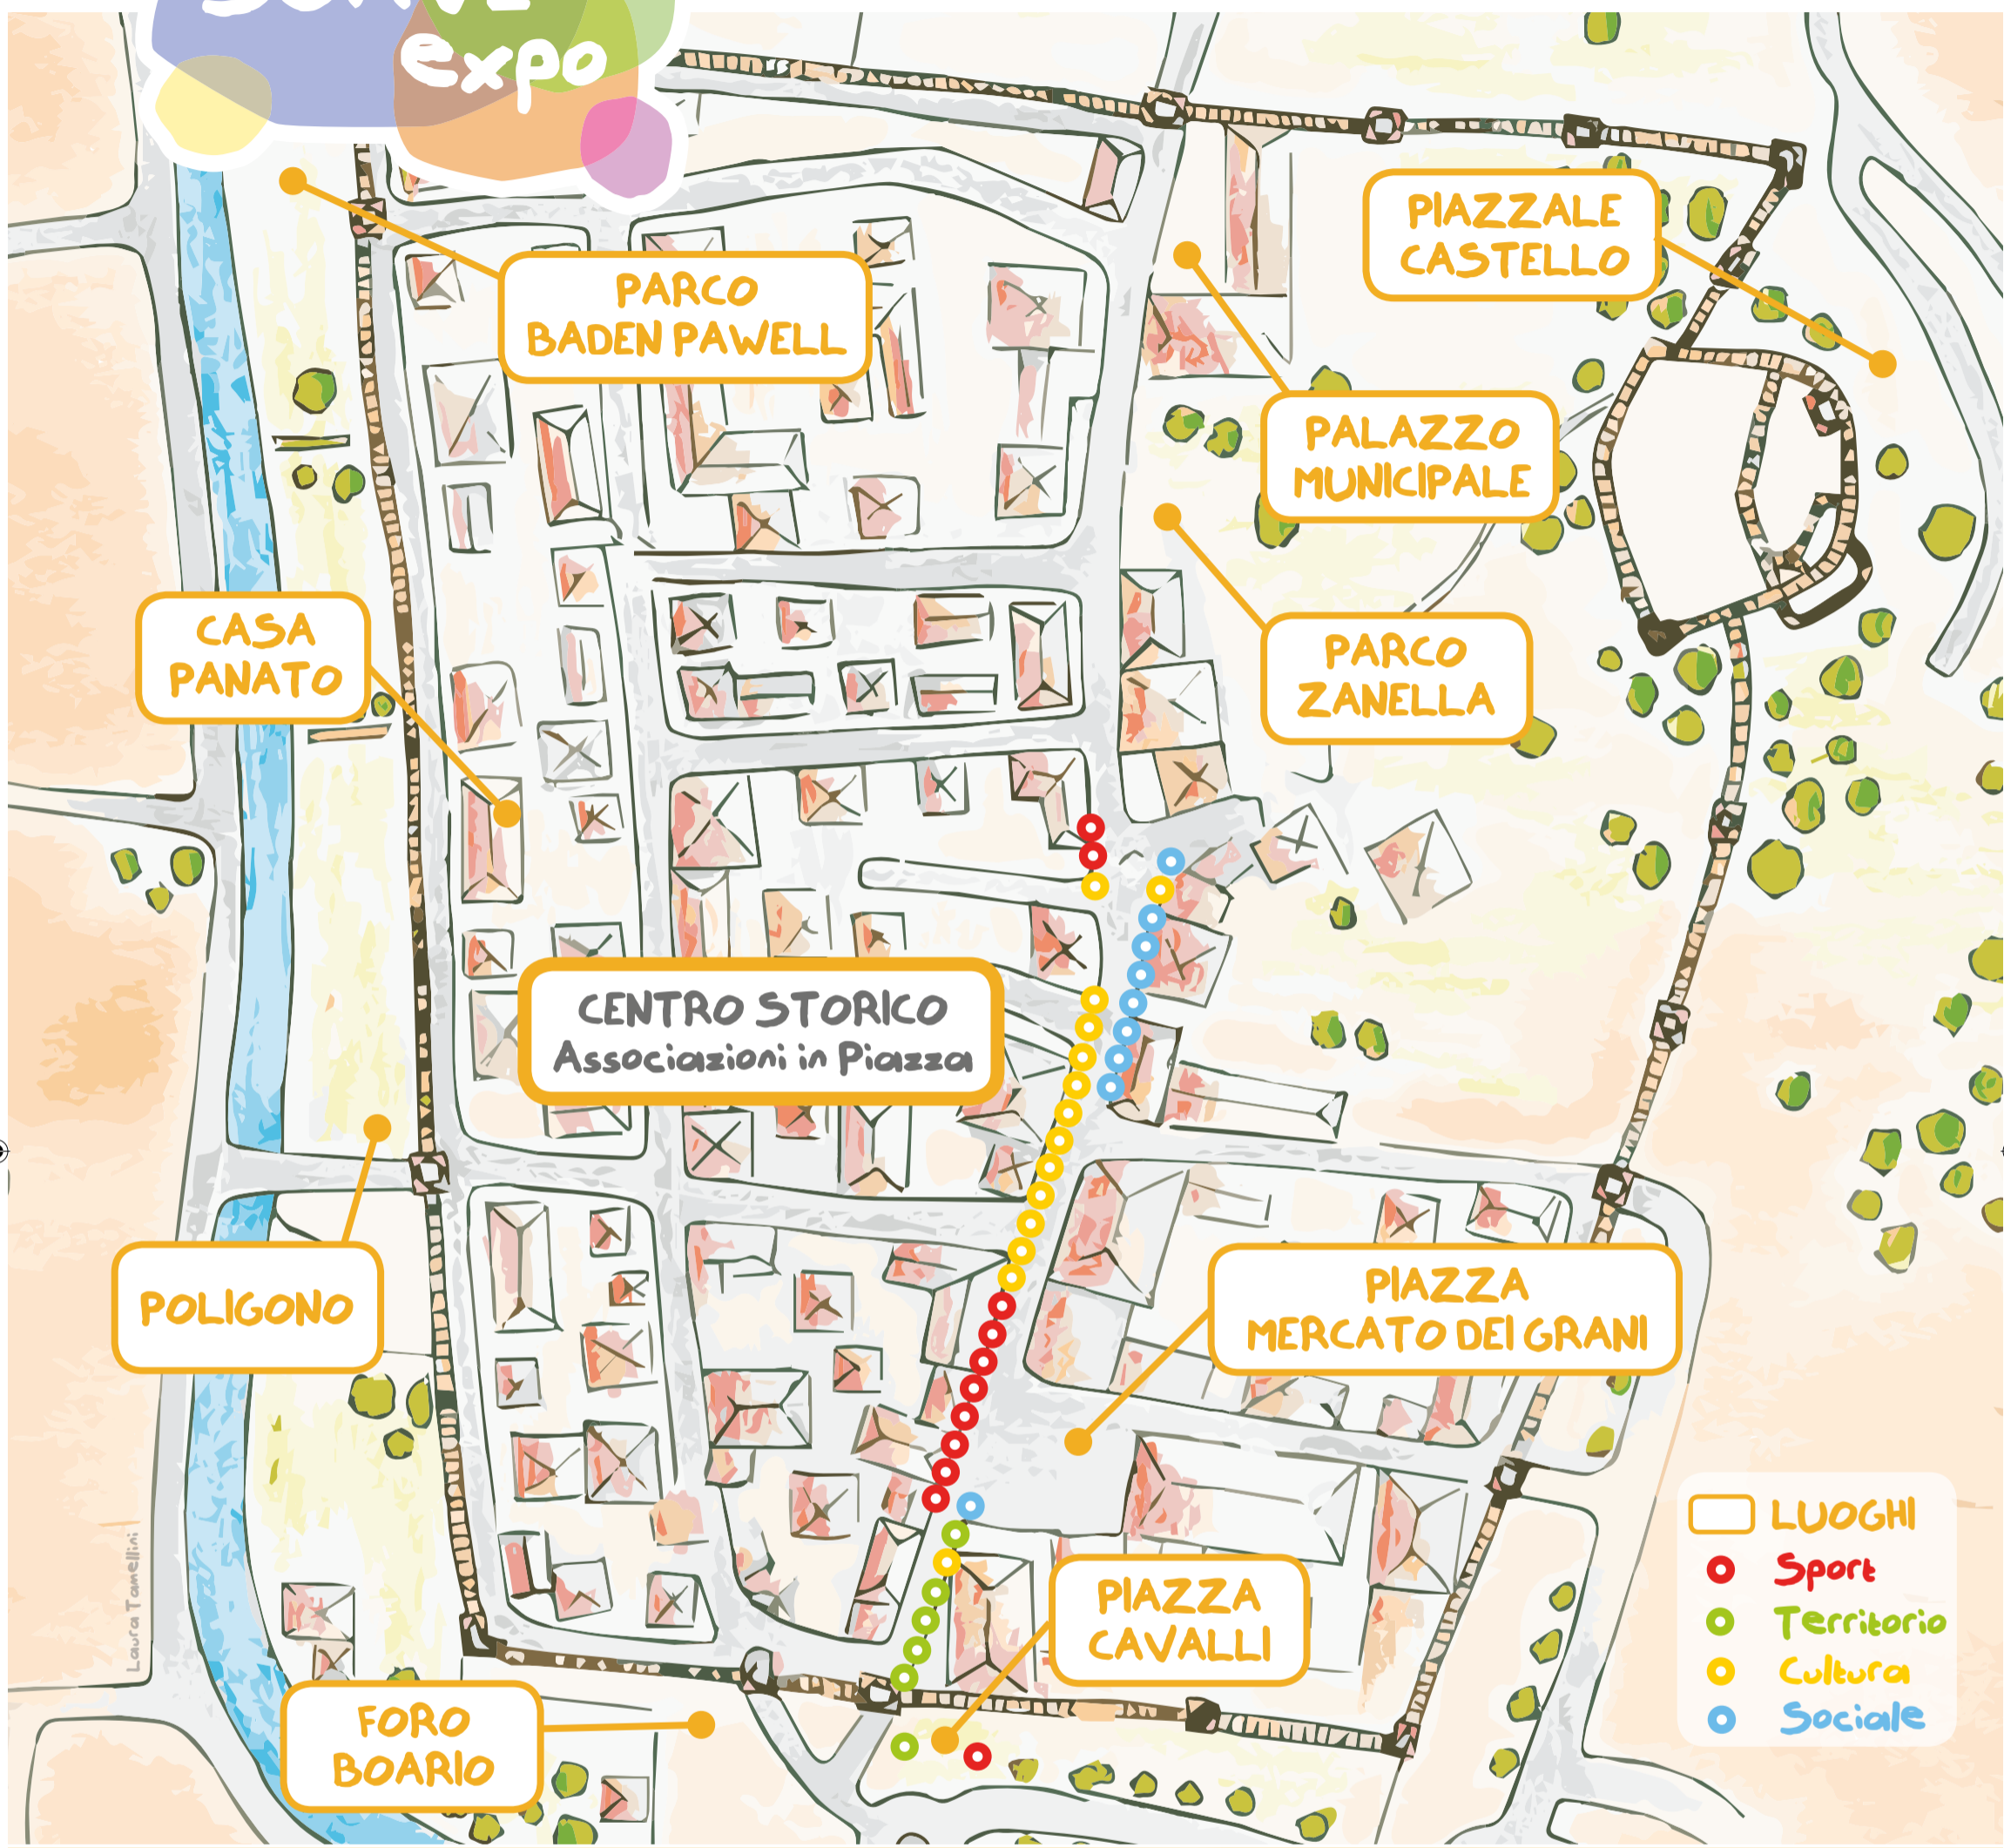 expo
PIAZZALE
CASTELLO
PARCO
BADEN PAWELL
PALAZZO
MUNICIPALE
CASA
PANATO
PARCO
ZANELLA
CENTRO STORICO
Associazioni in Piazza
POLIGONO
PIAZZA
MERCATO DEI GRANI
PIAZZA
CAVALLI
FORO
BOARIO
LUOGHI
Sport
Territorio
Cultura
Sociale
Laura Tamellini